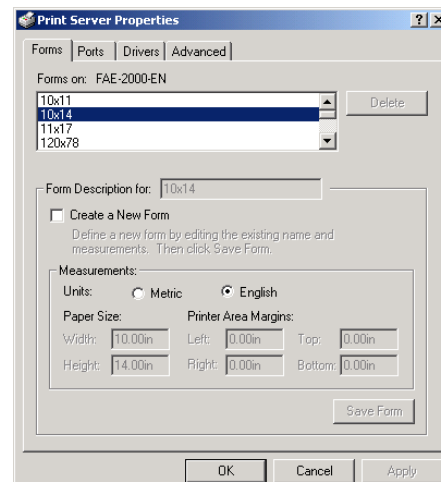 Print Server Properties
Forms Ports Drivers Advanced
Forms on: FAE-2000-EN
10x11
10x14
11x17
120x78
Delete
Form Description for: 10x14
Create a New Form
Define a new form by editing the existing name and
measurements. Then click Save Form.
Measurements:
Units: Metric English
Paper Size: Printer Area Margins:
Width: 10.00in Left: 0.00in Top: 0.00in
Height: 14.00in Right: 0.00in Bottom: 0.00in
Save Form
OK Cancel Apply